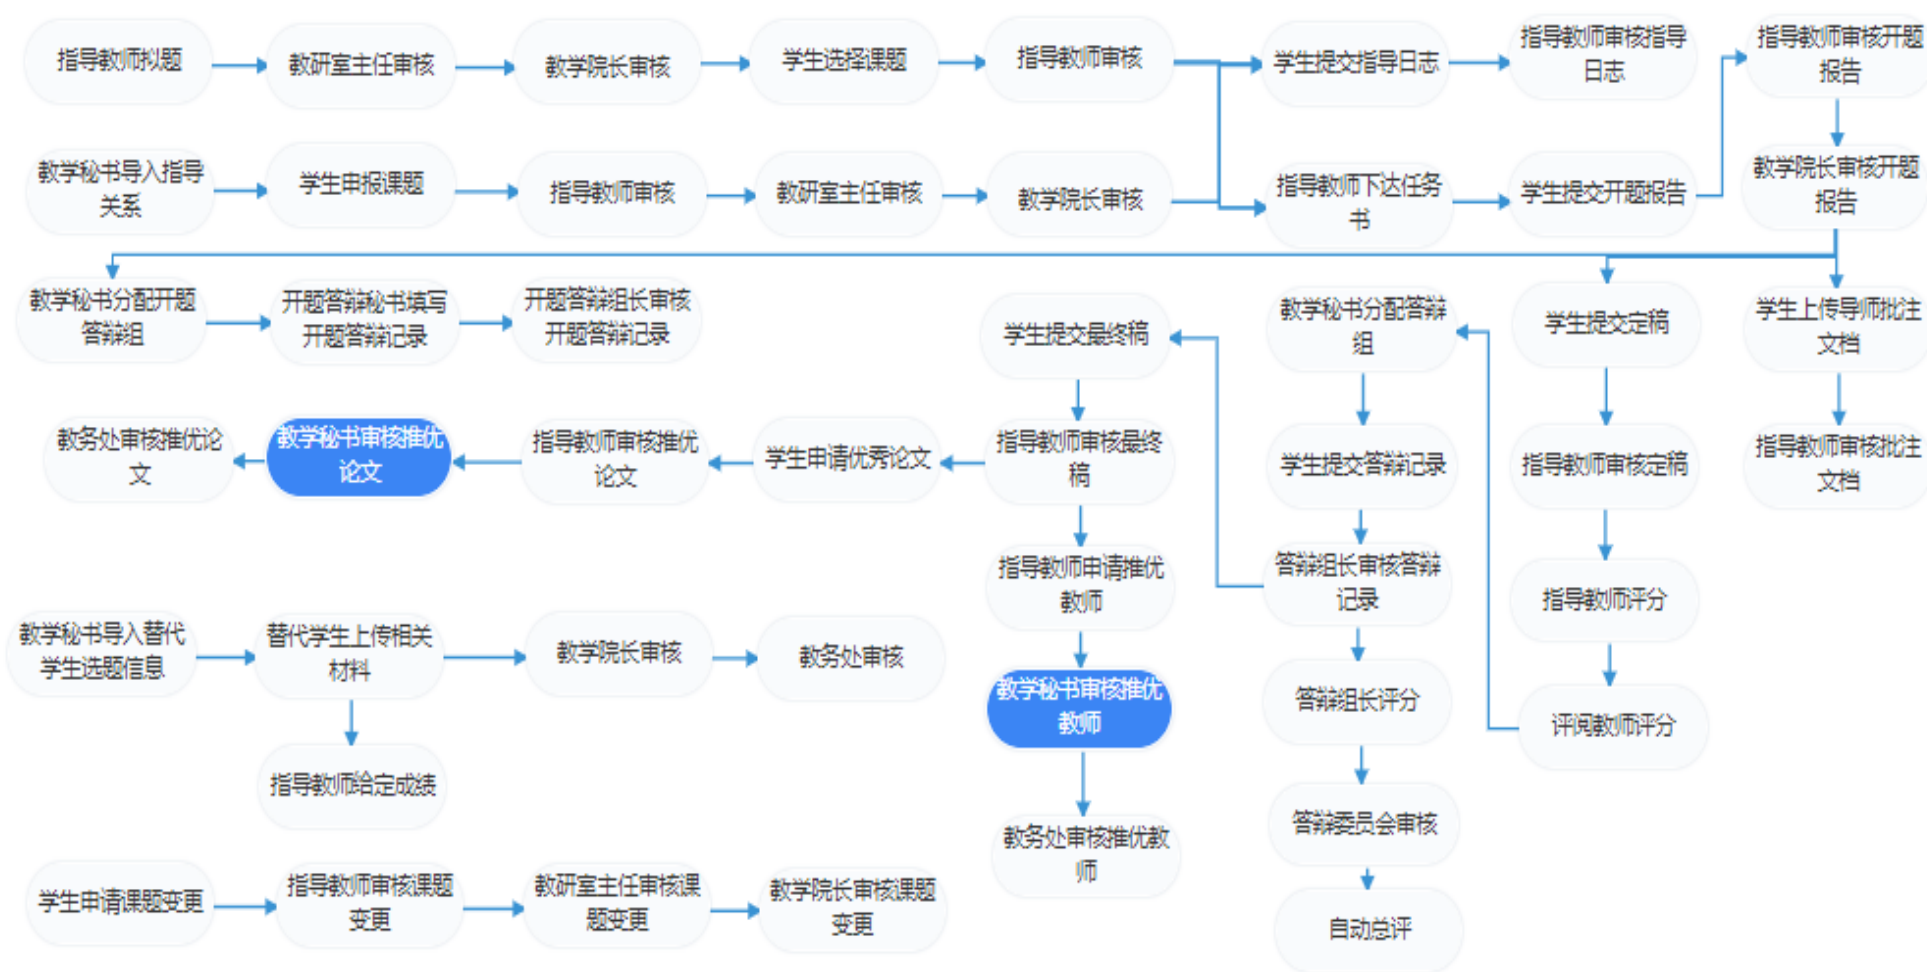 指导教师拟题
教研室主任审核
教学院长审核
学生选择课题
指导教师审核
学生提交指导日志
指导教师审核指导
日志
指导教师审核开题
报告
教学秘书导入指导
关系
学生申报课题
指导教师审核
教研室主任审核
教学院长审核
指导教师下达任务
书
学生提交开题报告
教学院长审核开题
报告
教学秘书分配开题
答辩组
开题答辩秘书填写
开题答辩记录
开题答辩组长审核
开题答辩记录
学生提交最终稿
教学秘书分配答辩
组
学生提交定稿
学生上传导师批注
文档
教务处审核推优论
文
教学秘书审核推优
论文
指导教师审核推优
论文
学生申请优秀论文
指导教师审核最终
稿
学生提交答辩记录
指导教师审核定稿
指导教师审核批注
文档
指导教师申请推优
教师
答辩组长审核答辩
记录
指导教师评分
教学秘书导入替代
学生选题信息
替代学生上传相关
材料
教学院长审核
教务处审核
教学秘书审核推优
教师
答辩组长评分
评阅教师评分
指导教师给定成绩
教务处审核推优教
师
答辩委员会审核
学生申请课题变更
指导教师审核课题
变更
教研室主任审核课
题变更
教学院长审核课题
变更
自动总评